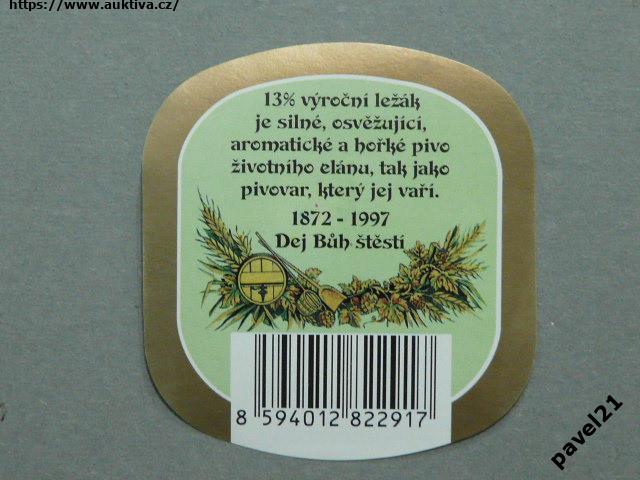 https://www.auktiva.cz/
13% výroční ležák
je silné, osvěžující,
aromatické a hořké pivo
životního elánu, tak jako
pivovar, který jej vaří.
1872 - 1997
Dej Bůh štěstí
8 594012 822917
pavel21